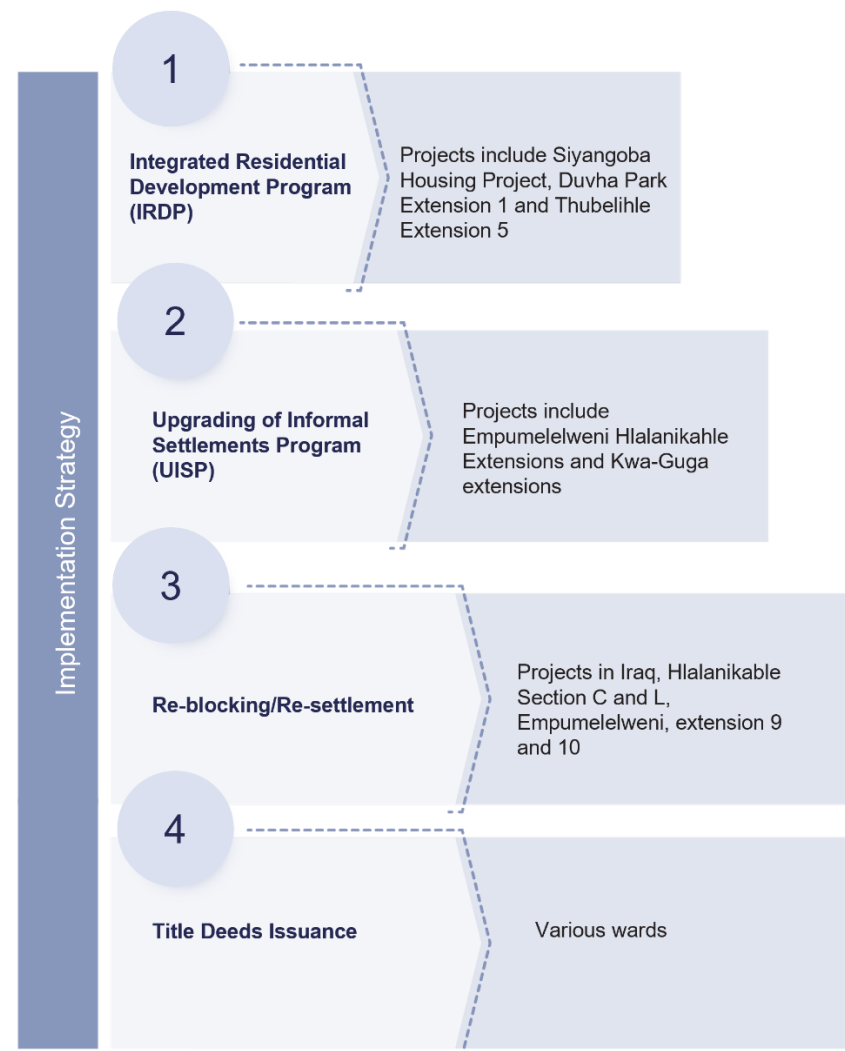 Implementation Strategy
1
Integrated Residential
Development Program
(IRDP)
Projects include Siyangoba
Housing Project, Duvha Park
Extension 1 and Thubelihle
Extension 5
2
Upgrading of Informal
Settlements Program
(UISP)
Projects include
Empumelelweni Hlalanikahle
Extensions and Kwa-Guga
extensions
3
Re-blocking/Re-settlement
Projects in Iraq, Hlalanikable
Section C and L,
Empumelelweni, extension 9
and 10
4
Title Deeds Issuance
Various wards